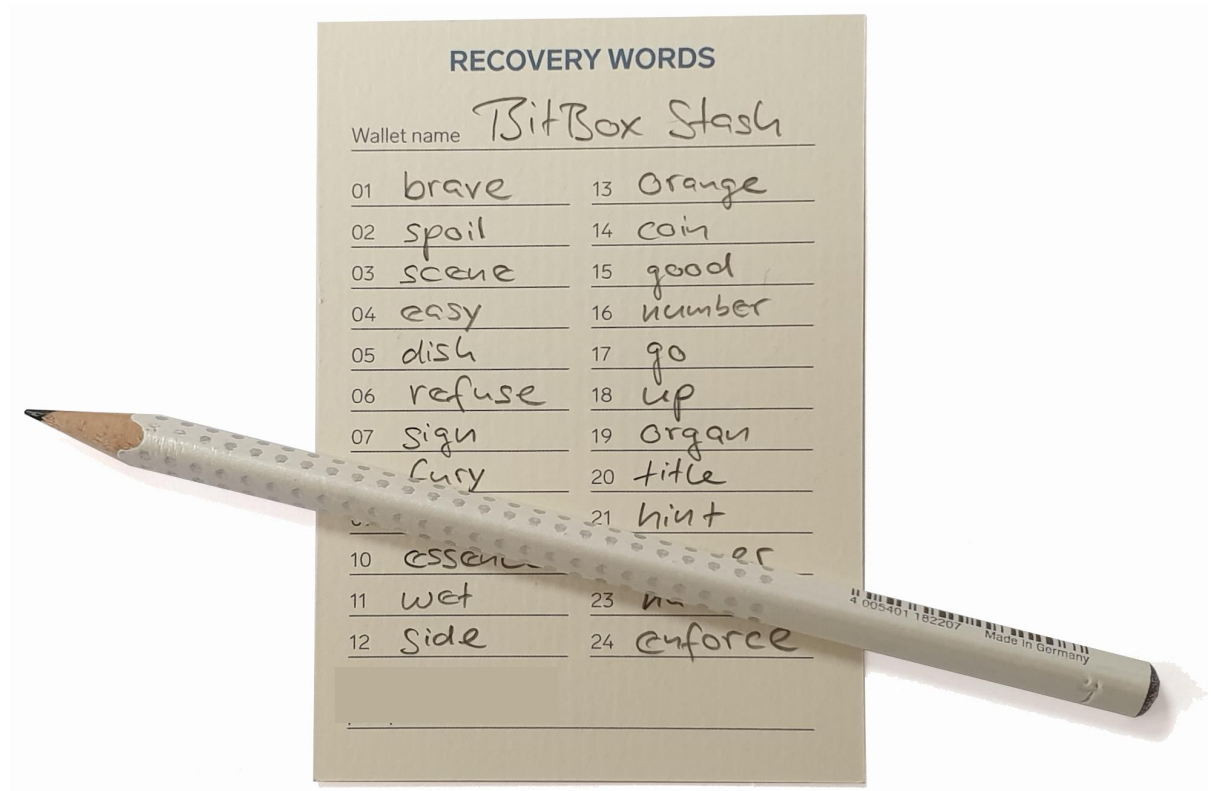 RECOVERY WORDS
Wallet name BitBox Stash
01 brave
02 spoil
03 scene
04 easy
05 dish
06 refuse
07 sign
fury
10
11 wet
12 side
13 orange
14 coin
15 good
16 number
17 go
18 up
19 organ
20 title
21 hint
23
24 enforce
4 005401 182207 Made in Germany